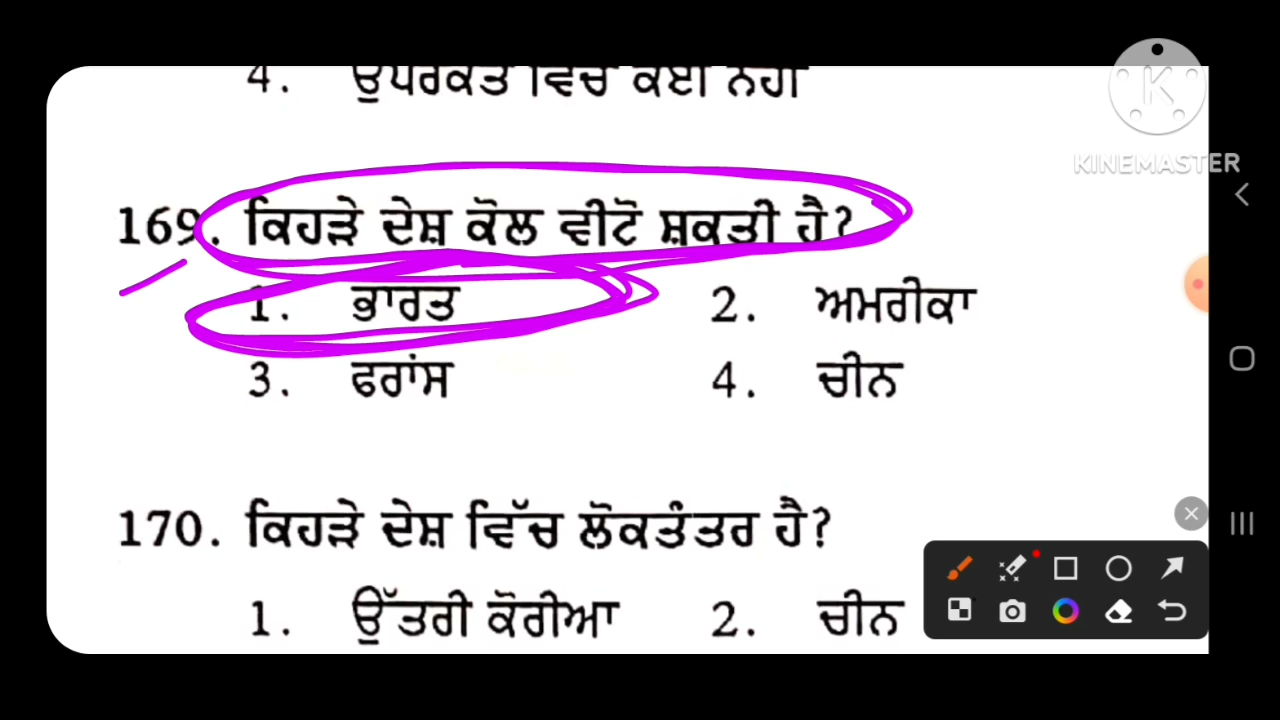 4. ਉਪਰੋਕਤ ਵਿੱਚੋਂ ਕੋਈ ਨਹੀਂ
KINEMASTER
169. ਕਿਹੜੇ ਦੇਸ਼ ਕੋਲ ਵੀਟੋ ਸ਼ਕਤੀ ਹੈ?
1. ਭਾਰਤ 2. ਅਮਰੀਕਾ
3. ਫਰਾਂਸ 4. ਚੀਨ
170. ਕਿਹੜੇ ਦੇਸ਼ ਵਿੱਚ ਲੋਕਤੰਤਰ ਹੈ?
1. ਉੱਤਰੀ ਕੋਰੀਆ 2. ਚੀਨ